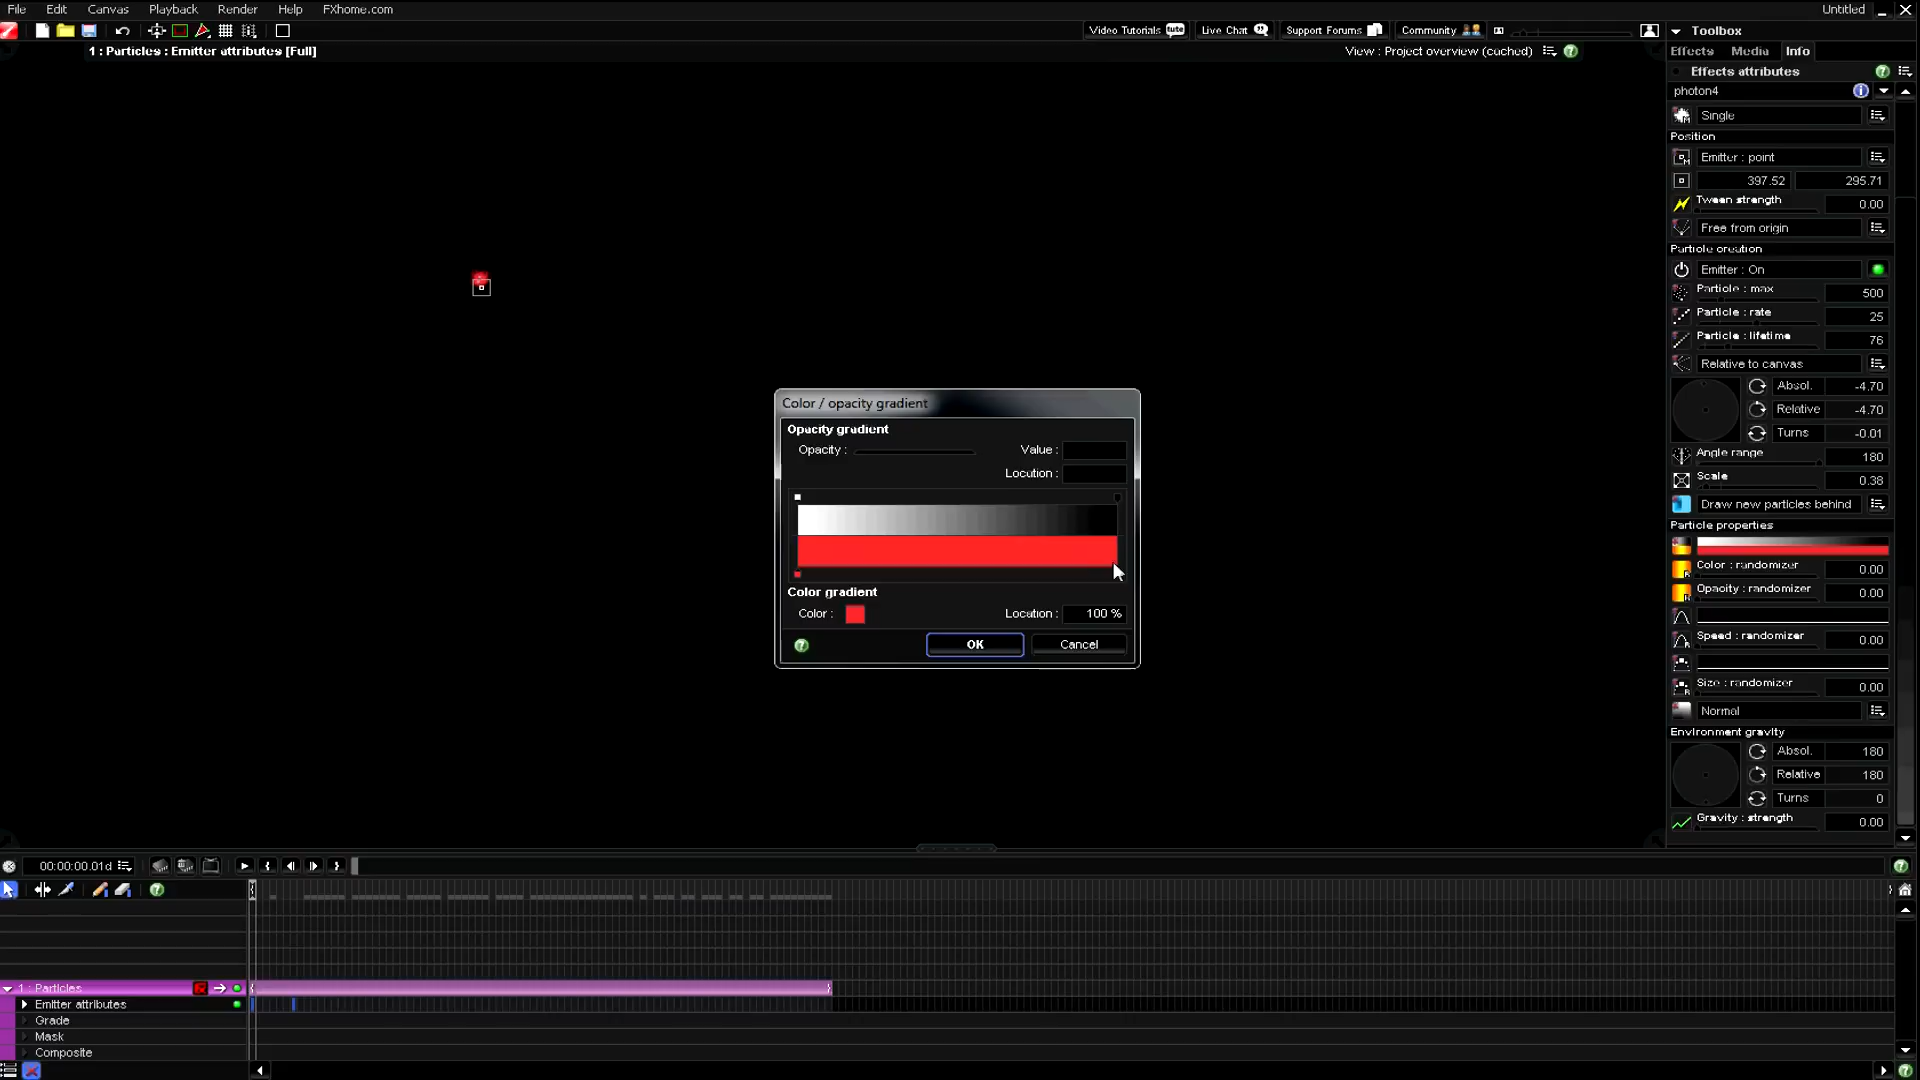 File Edit Canvas Playback Render Help FXhome.com Untitled
Video Tutorials tute Live Chat Support Forums Community Toolbox
1 : Particles : Emitter attributes [Full] View : Project overview (cached) Effects Media Info
Effects attributes
photon4
Single
Position
Emitter : point
397.52 295.71
Tween strength 0.00
Free from origin
Particle creation
Emitter : On
Particle : max 500
Particle : rate 25
Particle : lifetime 76
Relative to canvas
Absol. -4.70
Relative -4.70
Turns -0.01
Angle range 180
Scale 0.38
Draw new particles behind
Particle properties
Color : randomizer 0.00
Opacity : randomizer 0.00
Speed : randomizer 0.00
Size : randomizer 0.00
Normal
Environment gravity
Absol. 180
Relative 180
Turns 0
Gravity : strength 0.00
Color / opacity gradient
Opacity gradient
Opacity : Value :
Location :
Color gradient
Color : Location : 100 %
OK Cancel
00:00:00.01d
1 : Particles
Emitter attributes
Grade
Mask
Composite